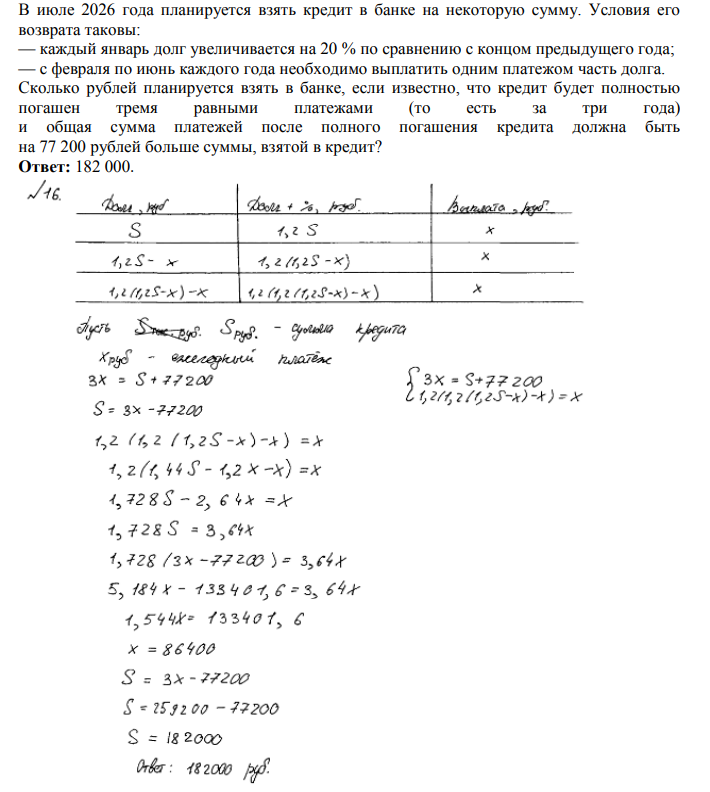 В июле 2026 года планируется взять кредит в банке на некоторую сумму. Условия его
возврата таковы:
— каждый январь долг увеличивается на 20 % по сравнению с концом предыдущего года;
— с февраля по июнь каждого года необходимо выплатить одним платежом часть долга.
Сколько рублей планируется взять в банке, если известно, что кредит будет полностью
погашен тремя равными платежами (то есть за три года)
и общая сумма платежей после полного погашения кредита должна быть
на 77 200 рублей больше суммы, взятой в кредит?
Ответ: 182 000.
№16.
Долг, руб Долг + %, руб. Выплата, руб.
S 1,2 S x
1,2S - x 1,2(1,2S - x) x
1,2(1,2S-x)-x 1,2(1,2(1,2S-x)-x) x
Пусть S руб. - сумма кредита
x руб - ежегодный платёж
3x = S + 77200 { 3x = S+77200
S = 3x - 77200 1,2(1,2(1,2S-x)-x) = x
1,2(1,2(1,2S-x)-x) = x
1,2(1,44S - 1,2x - x) = x
1,728S - 2,64x = x
1,728S = 3,64x
1,728(3x - 77200) = 3,64x
5,184x - 133401,6 = 3,64x
1,544x = 133401,6
x = 86400
S = 3x - 77200
S = 259200 - 77200
S = 182000
Ответ: 182000 руб.